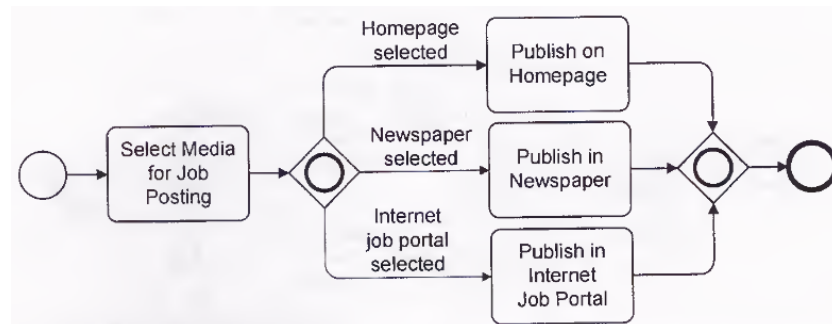 Homepage
selected
Publish on
Homepage
Select Media
for Job
Posting
Newspaper
selected
Publish in
Newspaper
Internet
job portal
selected
Publish in
Internet
Job Portal